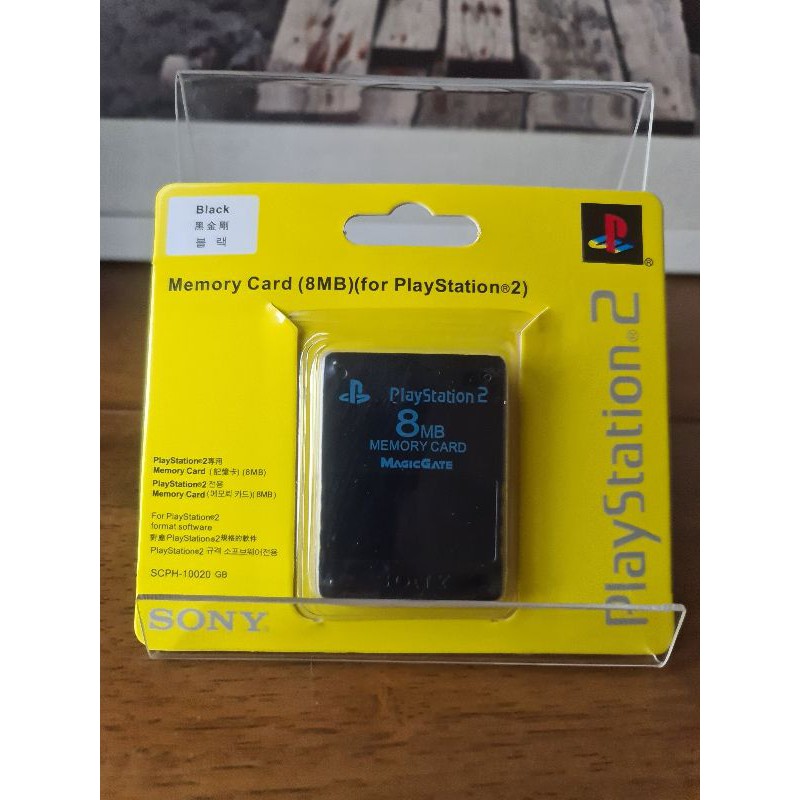 Black
黑金剛
블랙
Memory Card (8MB)(for PlayStation®2)
®
PlayStation®2
PlayStation 2
8MB
MEMORY CARD
MAGICGATE
SONY
PlayStation®2專用
Memory Card (記憶卡) (8MB)
PlayStation®2 전용
Memory Card(메모리 카드)(8MB)
For PlayStation®2
format software
對應PlayStation®2規格的軟件
PlayStation®2 규격 소프트웨어전용
SCPH-10020 GB
SONY